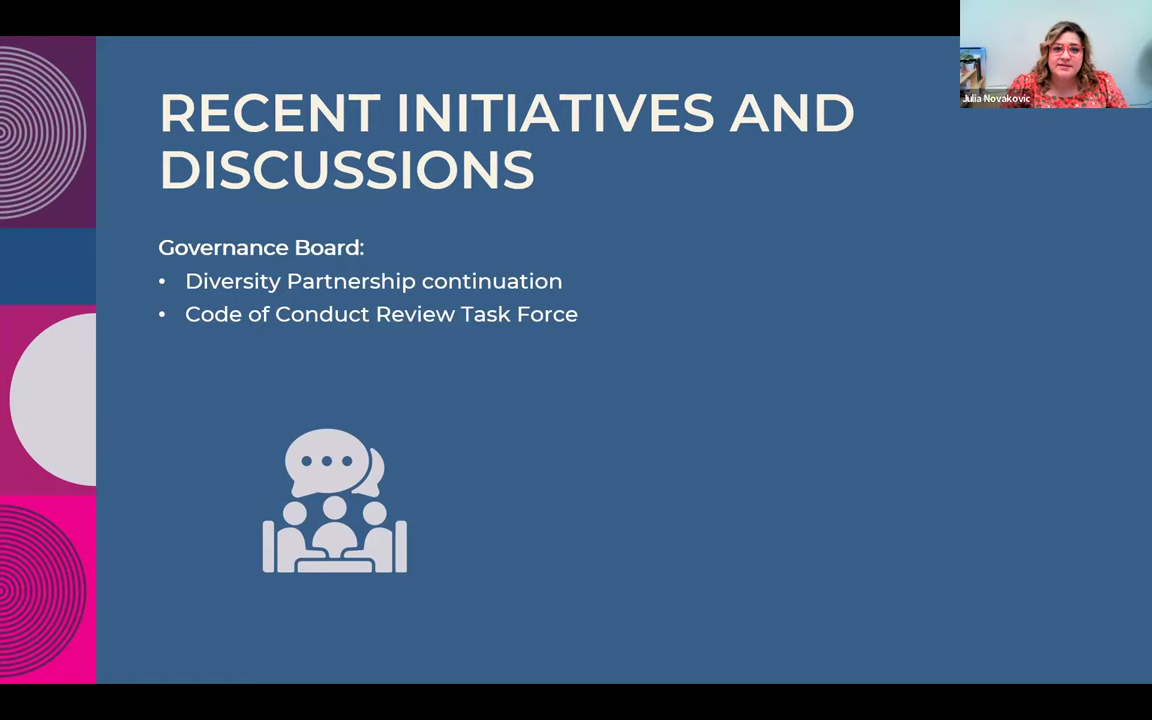 RECENT INITIATIVES AND
DISCUSSIONS
Governance Board:
• Diversity Partnership continuation
• Code of Conduct Review Task Force
Julia Novakovic